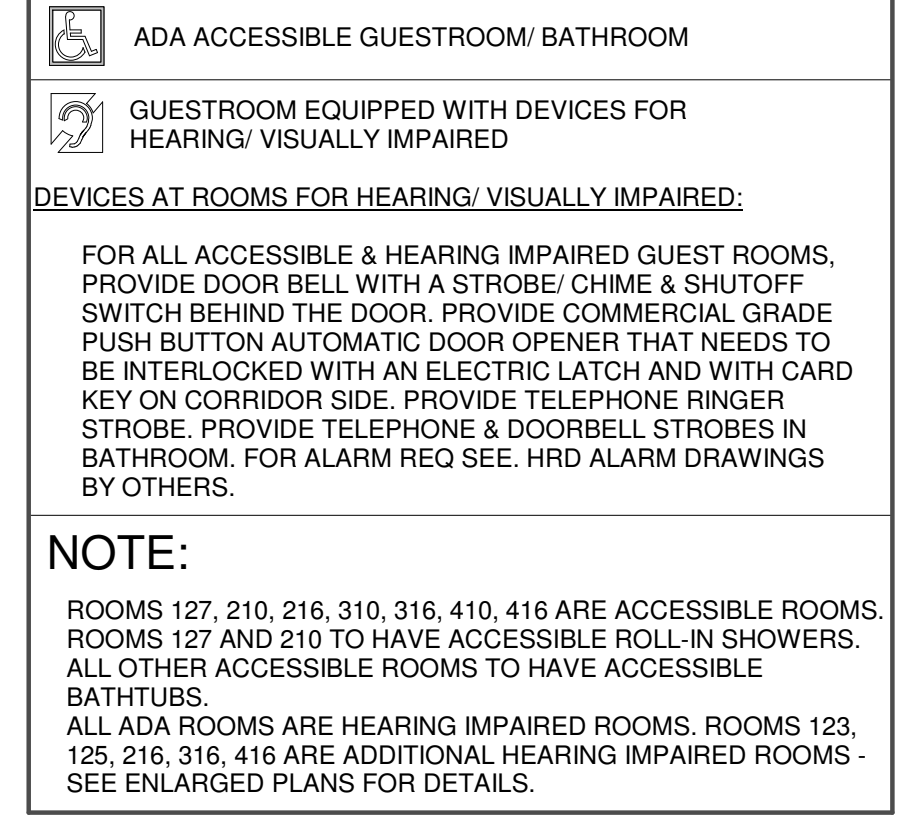 ADA ACCESSIBLE GUESTROOM/ BATHROOM
GUESTROOM EQUIPPED WITH DEVICES FOR
HEARING/ VISUALLY IMPAIRED
DEVICES AT ROOMS FOR HEARING/ VISUALLY IMPAIRED:
FOR ALL ACCESSIBLE & HEARING IMPAIRED GUEST ROOMS,
PROVIDE DOOR BELL WITH A STROBE/ CHIME & SHUTOFF
SWITCH BEHIND THE DOOR. PROVIDE COMMERCIAL GRADE
PUSH BUTTON AUTOMATIC DOOR OPENER THAT NEEDS TO
BE INTERLOCKED WITH AN ELECTRIC LATCH AND WITH CARD
KEY ON CORRIDOR SIDE. PROVIDE TELEPHONE RINGER
STROBE. PROVIDE TELEPHONE & DOORBELL STROBES IN
BATHROOM. FOR ALARM REQ SEE. HRD ALARM DRAWINGS
BY OTHERS.
NOTE:
ROOMS 127, 210, 216, 310, 316, 410, 416 ARE ACCESSIBLE ROOMS.
ROOMS 127 AND 210 TO HAVE ACCESSIBLE ROLL-IN SHOWERS.
ALL OTHER ACCESSIBLE ROOMS TO HAVE ACCESSIBLE
BATHTUBS.
ALL ADA ROOMS ARE HEARING IMPAIRED ROOMS. ROOMS 123,
125, 216, 316, 416 ARE ADDITIONAL HEARING IMPAIRED ROOMS -
SEE ENLARGED PLANS FOR DETAILS.